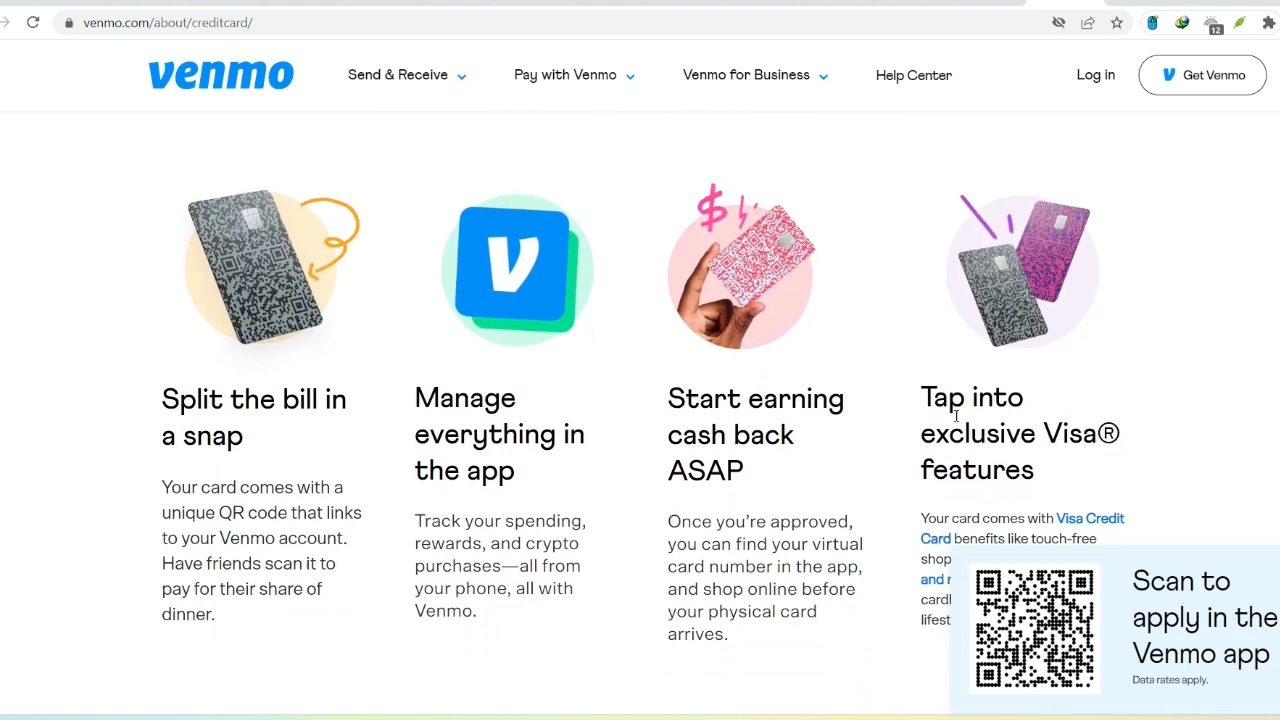 venmo.com/about/creditcard/
12
venmo
Send & Receive
Pay with Venmo
Venmo for Business
Help Center
Log in
V Get Venmo
$
V
Split the bill in
a snap
Your card comes with a
unique QR code that links
to your Venmo account.
Have friends scan it to
pay for their share of
dinner.
Manage
everything in
the app
Track your spending,
rewards, and crypto
purchases—all from
your phone, all with
Venmo.
Start earning
cash back
ASAP
Once you're approved,
you can find your virtual
card number in the app,
and shop online before
your physical card
arrives.
Tap into
exclusive Visa®
features
Your card comes with Visa Credit
Card benefits like touch-free
shop
and
Scan to
apply in the
Venmo app
Data rates apply.